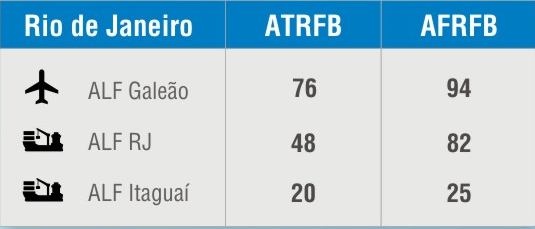 Rio de Janeiro ATRFB AFRFB
ALF Galeão 76 94
ALF RJ 48 82
ALF Itaguaí 20 25